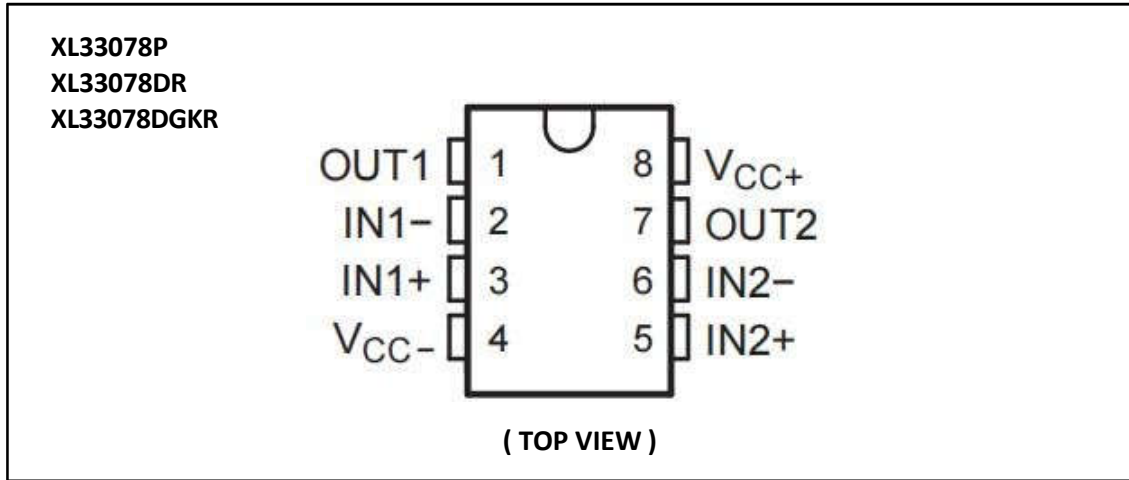 XL33078P
XL33078DR
XL33078DGKR
OUT1 1 8 VCC+
IN1− 2 7 OUT2
IN1+ 3 6 IN2−
VCC− 4 5 IN2+
( TOP VIEW )